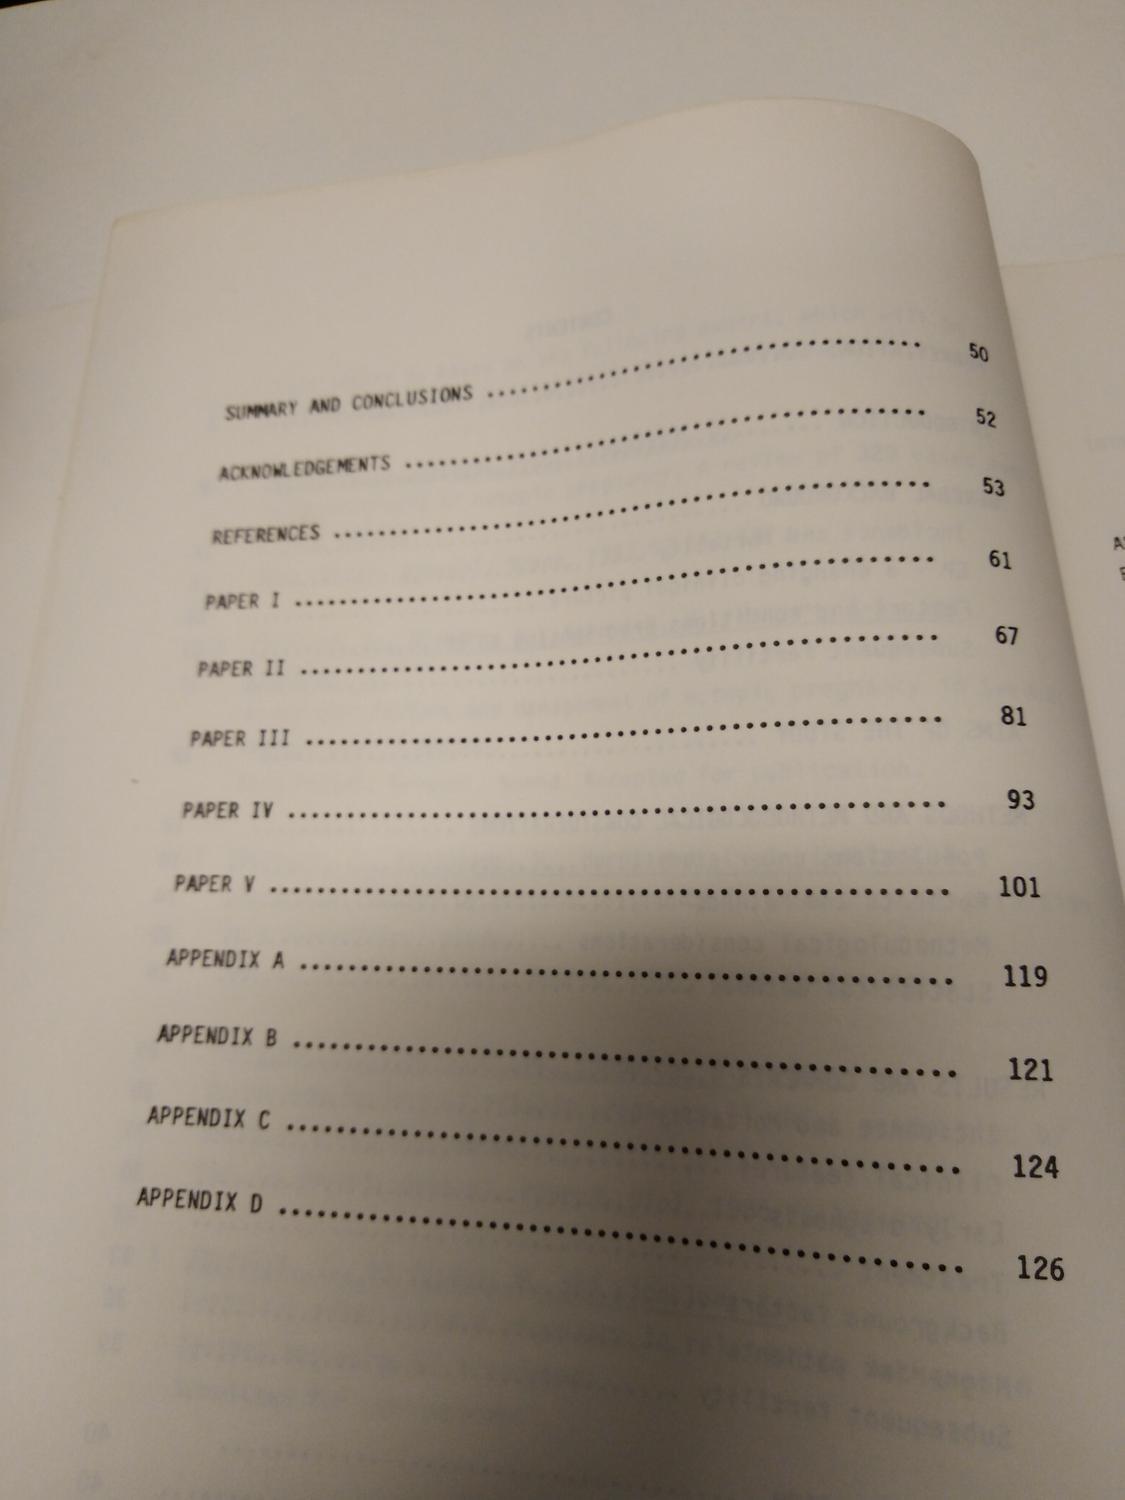 SUMMARY AND CONCLUSIONS .................................... 50
ACKNOWLEDGEMENTS ........................................... 52
REFERENCES ................................................. 53
PAPER I .................................................... 61
PAPER II ................................................... 67
PAPER III .................................................. 81
PAPER IV ................................................... 93
PAPER V .................................................... 101
APPENDIX A ................................................. 119
APPENDIX B ................................................. 121
APPENDIX C ................................................. 124
APPENDIX D ................................................. 126